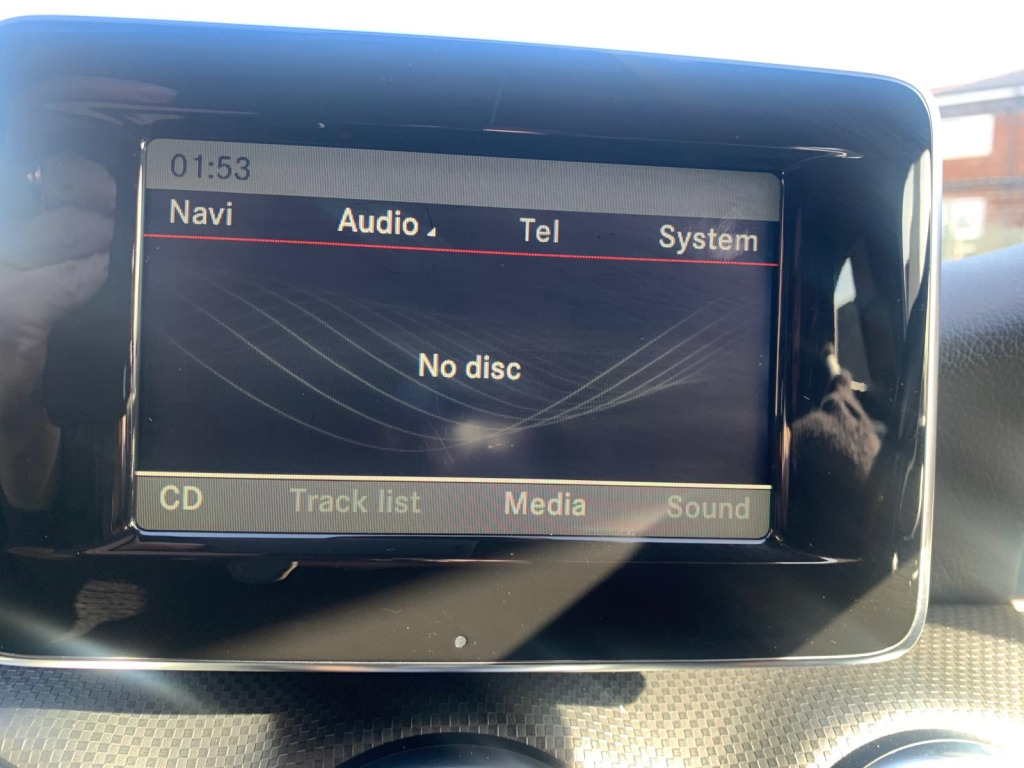 01:53
Navi Audio Tel System
No disc
CD Track list Media Sound